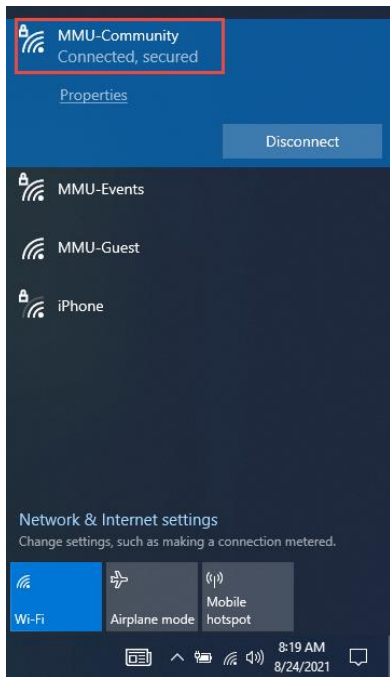 MMU-Community
Connected, secured
Properties
Disconnect
MMU-Events
MMU-Guest
iPhone
Network & Internet settings
Change settings, such as making a connection metered.
Wi-Fi
Airplane mode
Mobile
hotspot
8:19 AM
8/24/2021